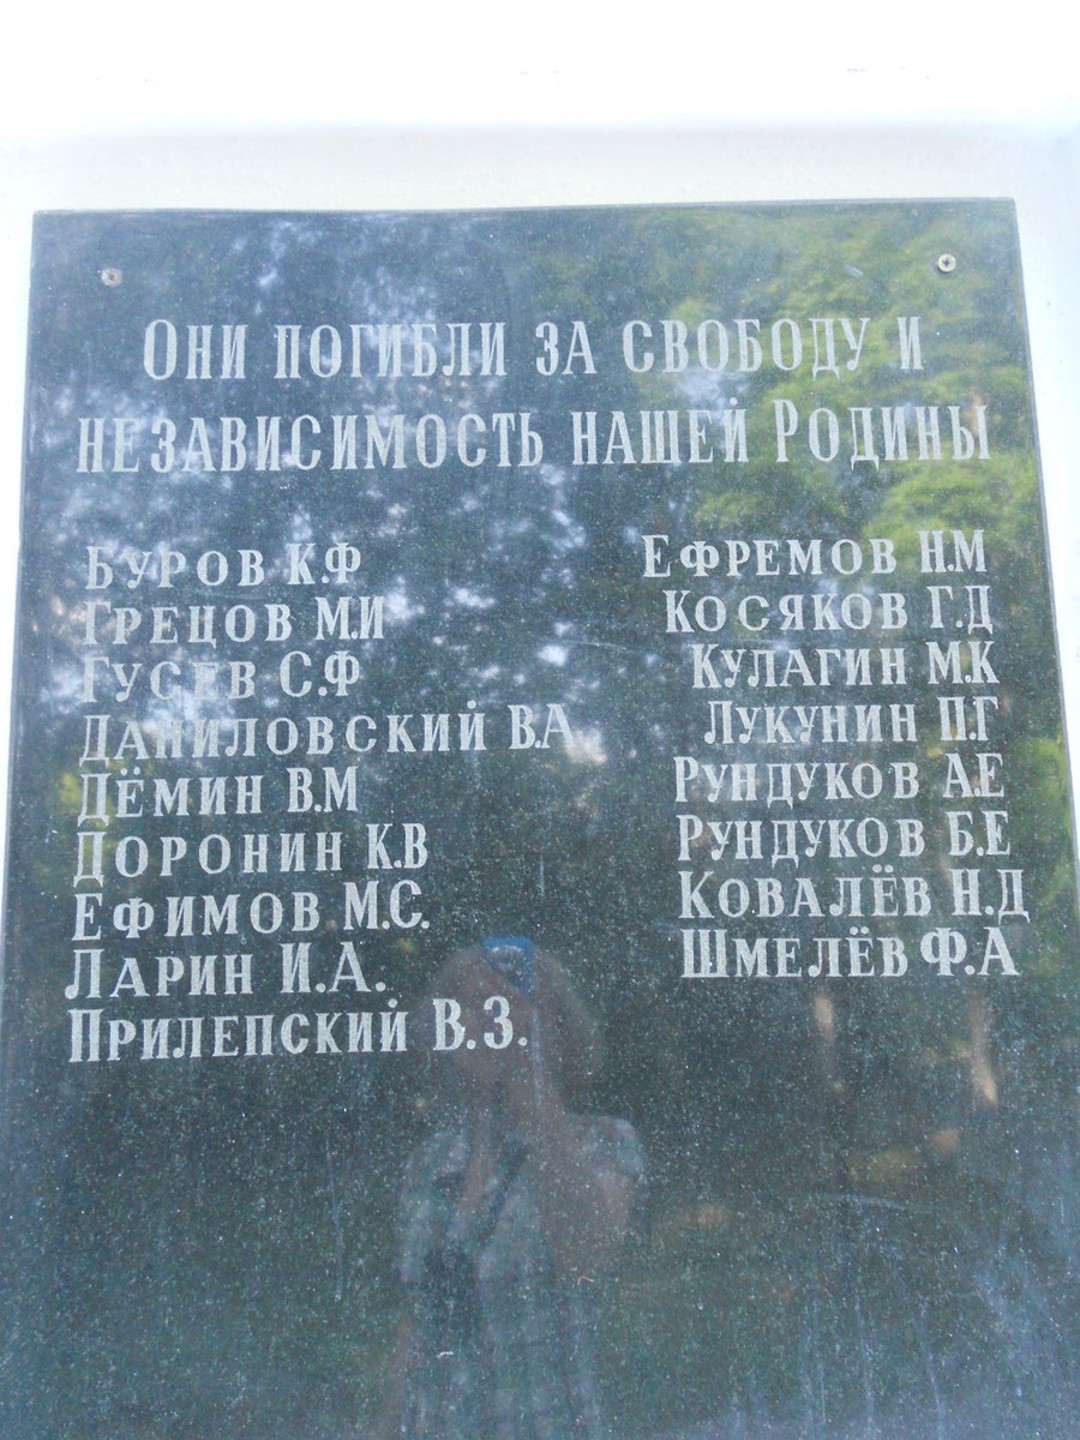 Они погибли за свободу и
независимость нашей Родины
Буров К.Ф
Грецов М.И
Гусев С.Ф
Даниловский В.А
Дёмин В.М
Доронин К.В
Ефимов М.С.
Ларин И.А.
Прилепский В.З.
Ефремов Н.М
Косяков Г.Д
Кулагин М.К
Лукунин П.Г
Рундуков А.Е
Рундуков Б.Е
Ковалёв Н.Д
Шмелёв Ф.А